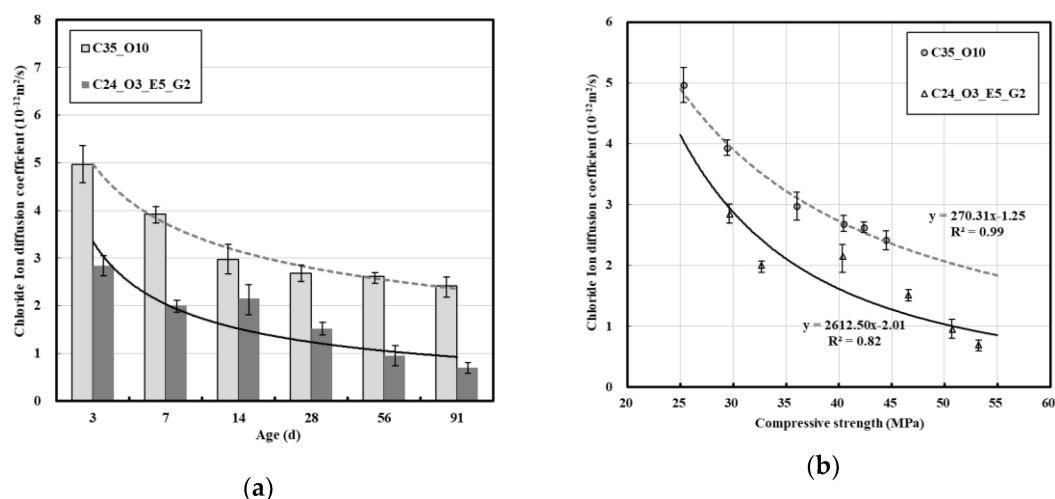 8
7
6
5
4
3
2
1
0
Chloride Ion diffusion coefficient (10⁻¹²m²/s)
C35_O10
C24_O3_E5_G2
3 7 14 28 56 91
Age (d)
(a)
6
5
4
3
2
1
0
Chloride Ion diffusion coefficient (10⁻¹²m²/s)
C35_O10
C24_O3_E5_G2
y = 270.31x-1.25
R² = 0.99
y = 2612.50x-2.01
R² = 0.82
20 25 30 35 40 45 50 55 60
Compressive strength (MPa)
(b)